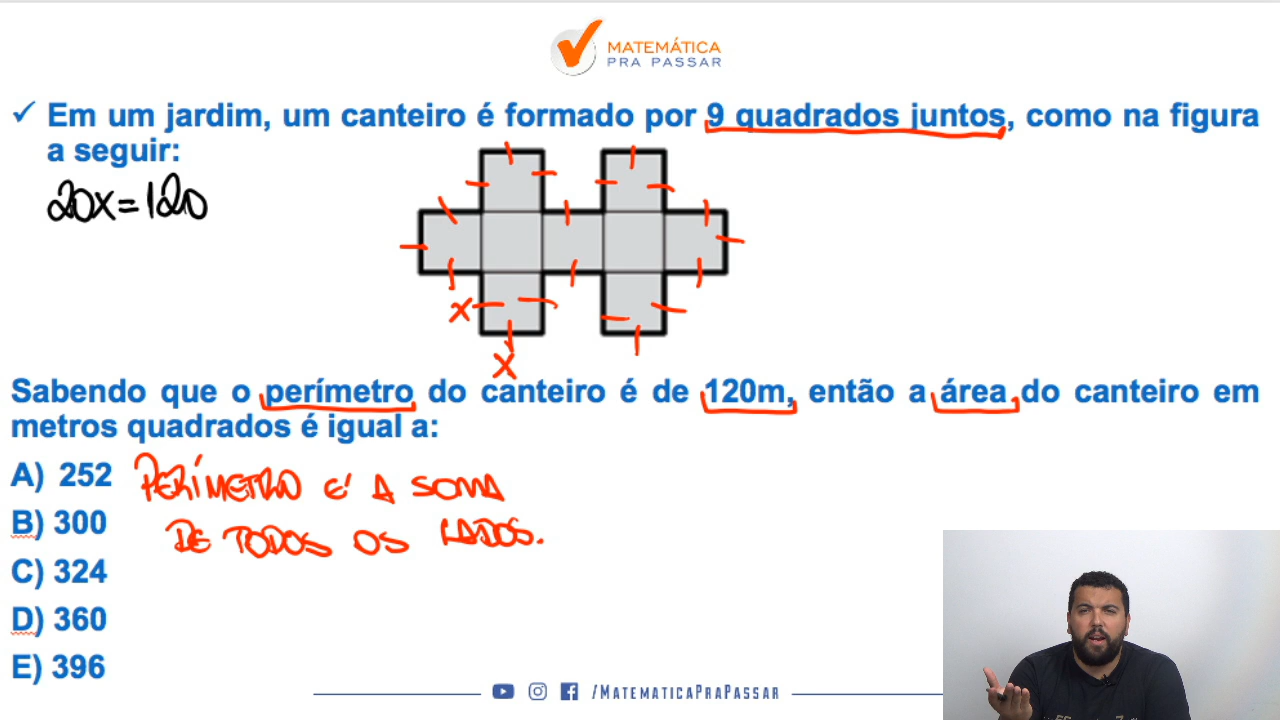 MATEMÁTICA
PRA PASSAR
✓ Em um jardim, um canteiro é formado por 9 quadrados juntos, como na figura
a seguir:
20x=120
x
x
Sabendo que o perímetro do canteiro é de 120m, então a área do canteiro em
metros quadrados é igual a:
A) 252
PERÍMETRO É A SOMA
B) 300
DE TODOS OS LADOS.
C) 324
D) 360
E) 396
/MATEMATICAPRAPASSAR